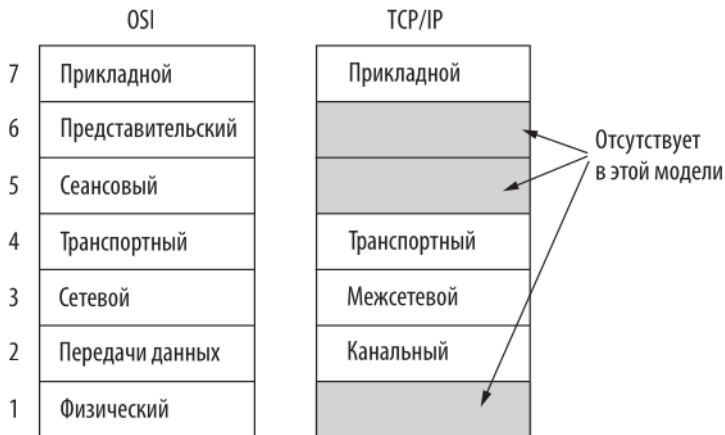 OSI TCP/IP
7 Прикладной Прикладной
6 Представительский
5 Сеансовый
Отсутствует
в этой модели
4 Транспортный Транспортный
3 Сетевой Межсетевой
2 Передачи данных Канальный
1 Физический